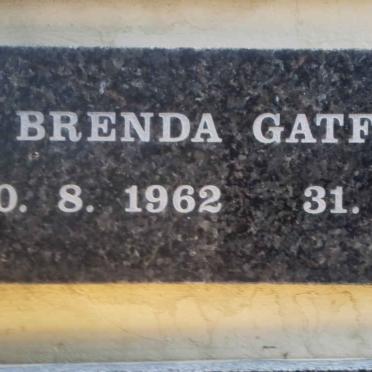 BRENDA GATF
0. 8. 1962 31.